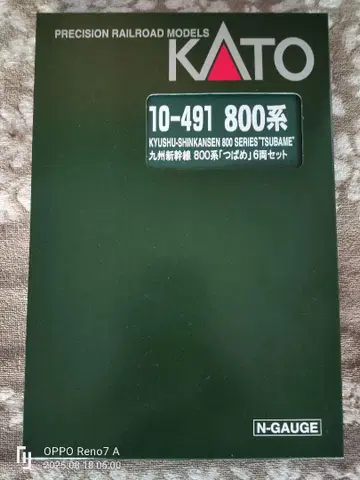 PRECISION RAILROAD MODELS
KATO
10-491 800系
KYUSHU-SHINKANSEN 800 SERIES"TSUBAME"
九州新幹線 800系「つばめ」6両セット
N-GAUGE
OPPO Reno7 A
2025.08.18 05:00